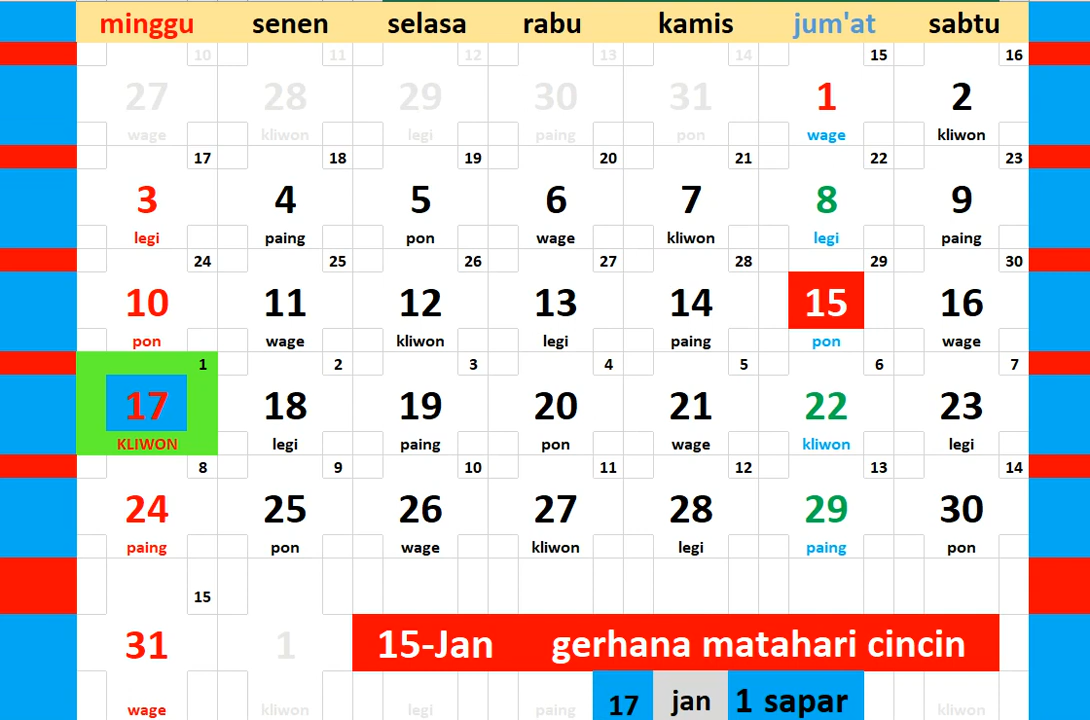 minggu senen selasa rabu kamis jum'at sabtu
10 11 12 13 14 15 16
27 28 29 30 31 1 2
wage kliwon legi paing pon wage kliwon
17 18 19 20 21 22 23
3 4 5 6 7 8 9
legi paing pon wage kliwon legi paing
24 25 26 27 28 29 30
10 11 12 13 14 15 16
pon wage kliwon legi paing pon wage
1 2 3 4 5 6 7
17 18 19 20 21 22 23
KLIWON legi paing pon wage kliwon legi
8 9 10 11 12 13 14
24 25 26 27 28 29 30
paing pon wage kliwon legi paing pon
15
31 1 15-Jan gerhana matahari cincin
17 jan 1 sapar
wage kliwon legi paing kliwon